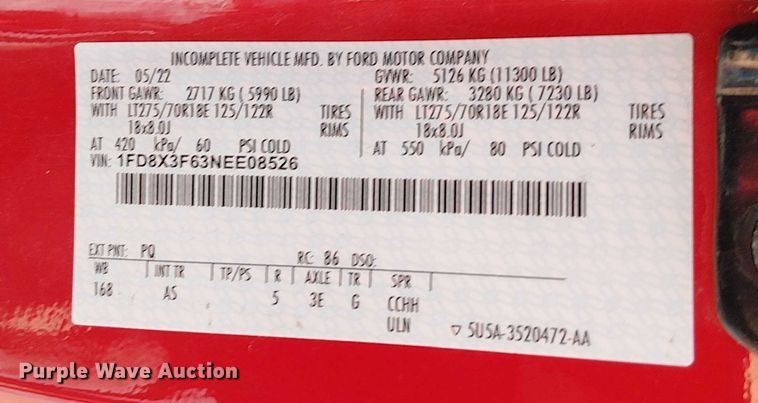 INCOMPLETE VEHICLE MFD. BY FORD MOTOR COMPANY
DATE: 05/22 GVWR: 5126 KG (11300 LB)
FRONT GAWR: 2717 KG ( 5990 LB) REAR GAWR: 3280 KG ( 7230 LB)
WITH LT275/70R18E 125/122R TIRES WITH LT275/70R18E 125/122R TIRES
18x8.0J RIMS 18x8.0J RIMS
AT 420 kPa/ 60 PSI COLD AT 550 kPa/ 80 PSI COLD
VIN: 1FD8X3F63NEE08526
EXT PNT: PQ RC: 86 DSO:
WB INT TR TP/PS R AXLE TR SPR
168 AS 5 3E G CCHH
ULN 5U5A-3520472-AA
Purple Wave Auction